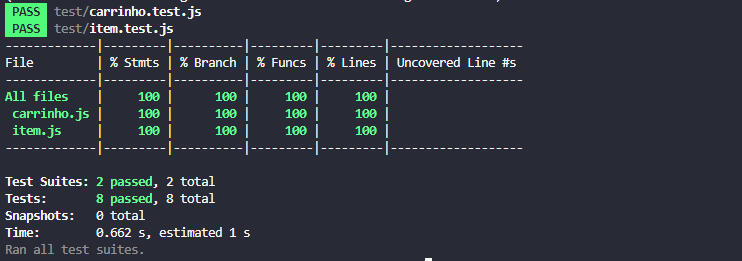 PASS test/carrinho.test.js
PASS test/item.test.js
-------------|---------|----------|---------|---------|-------------------
File         | % Stmts | % Branch | % Funcs | % Lines | Uncovered Line #s
-------------|---------|----------|---------|---------|-------------------
All files    |     100 |      100 |     100 |     100 |
 carrinho.js |     100 |      100 |     100 |     100 |
 item.js     |     100 |      100 |     100 |     100 |
-------------|---------|----------|---------|---------|-------------------
Test Suites: 2 passed, 2 total
Tests:       8 passed, 8 total
Snapshots:   0 total
Time:        0.662 s, estimated 1 s
Ran all test suites.